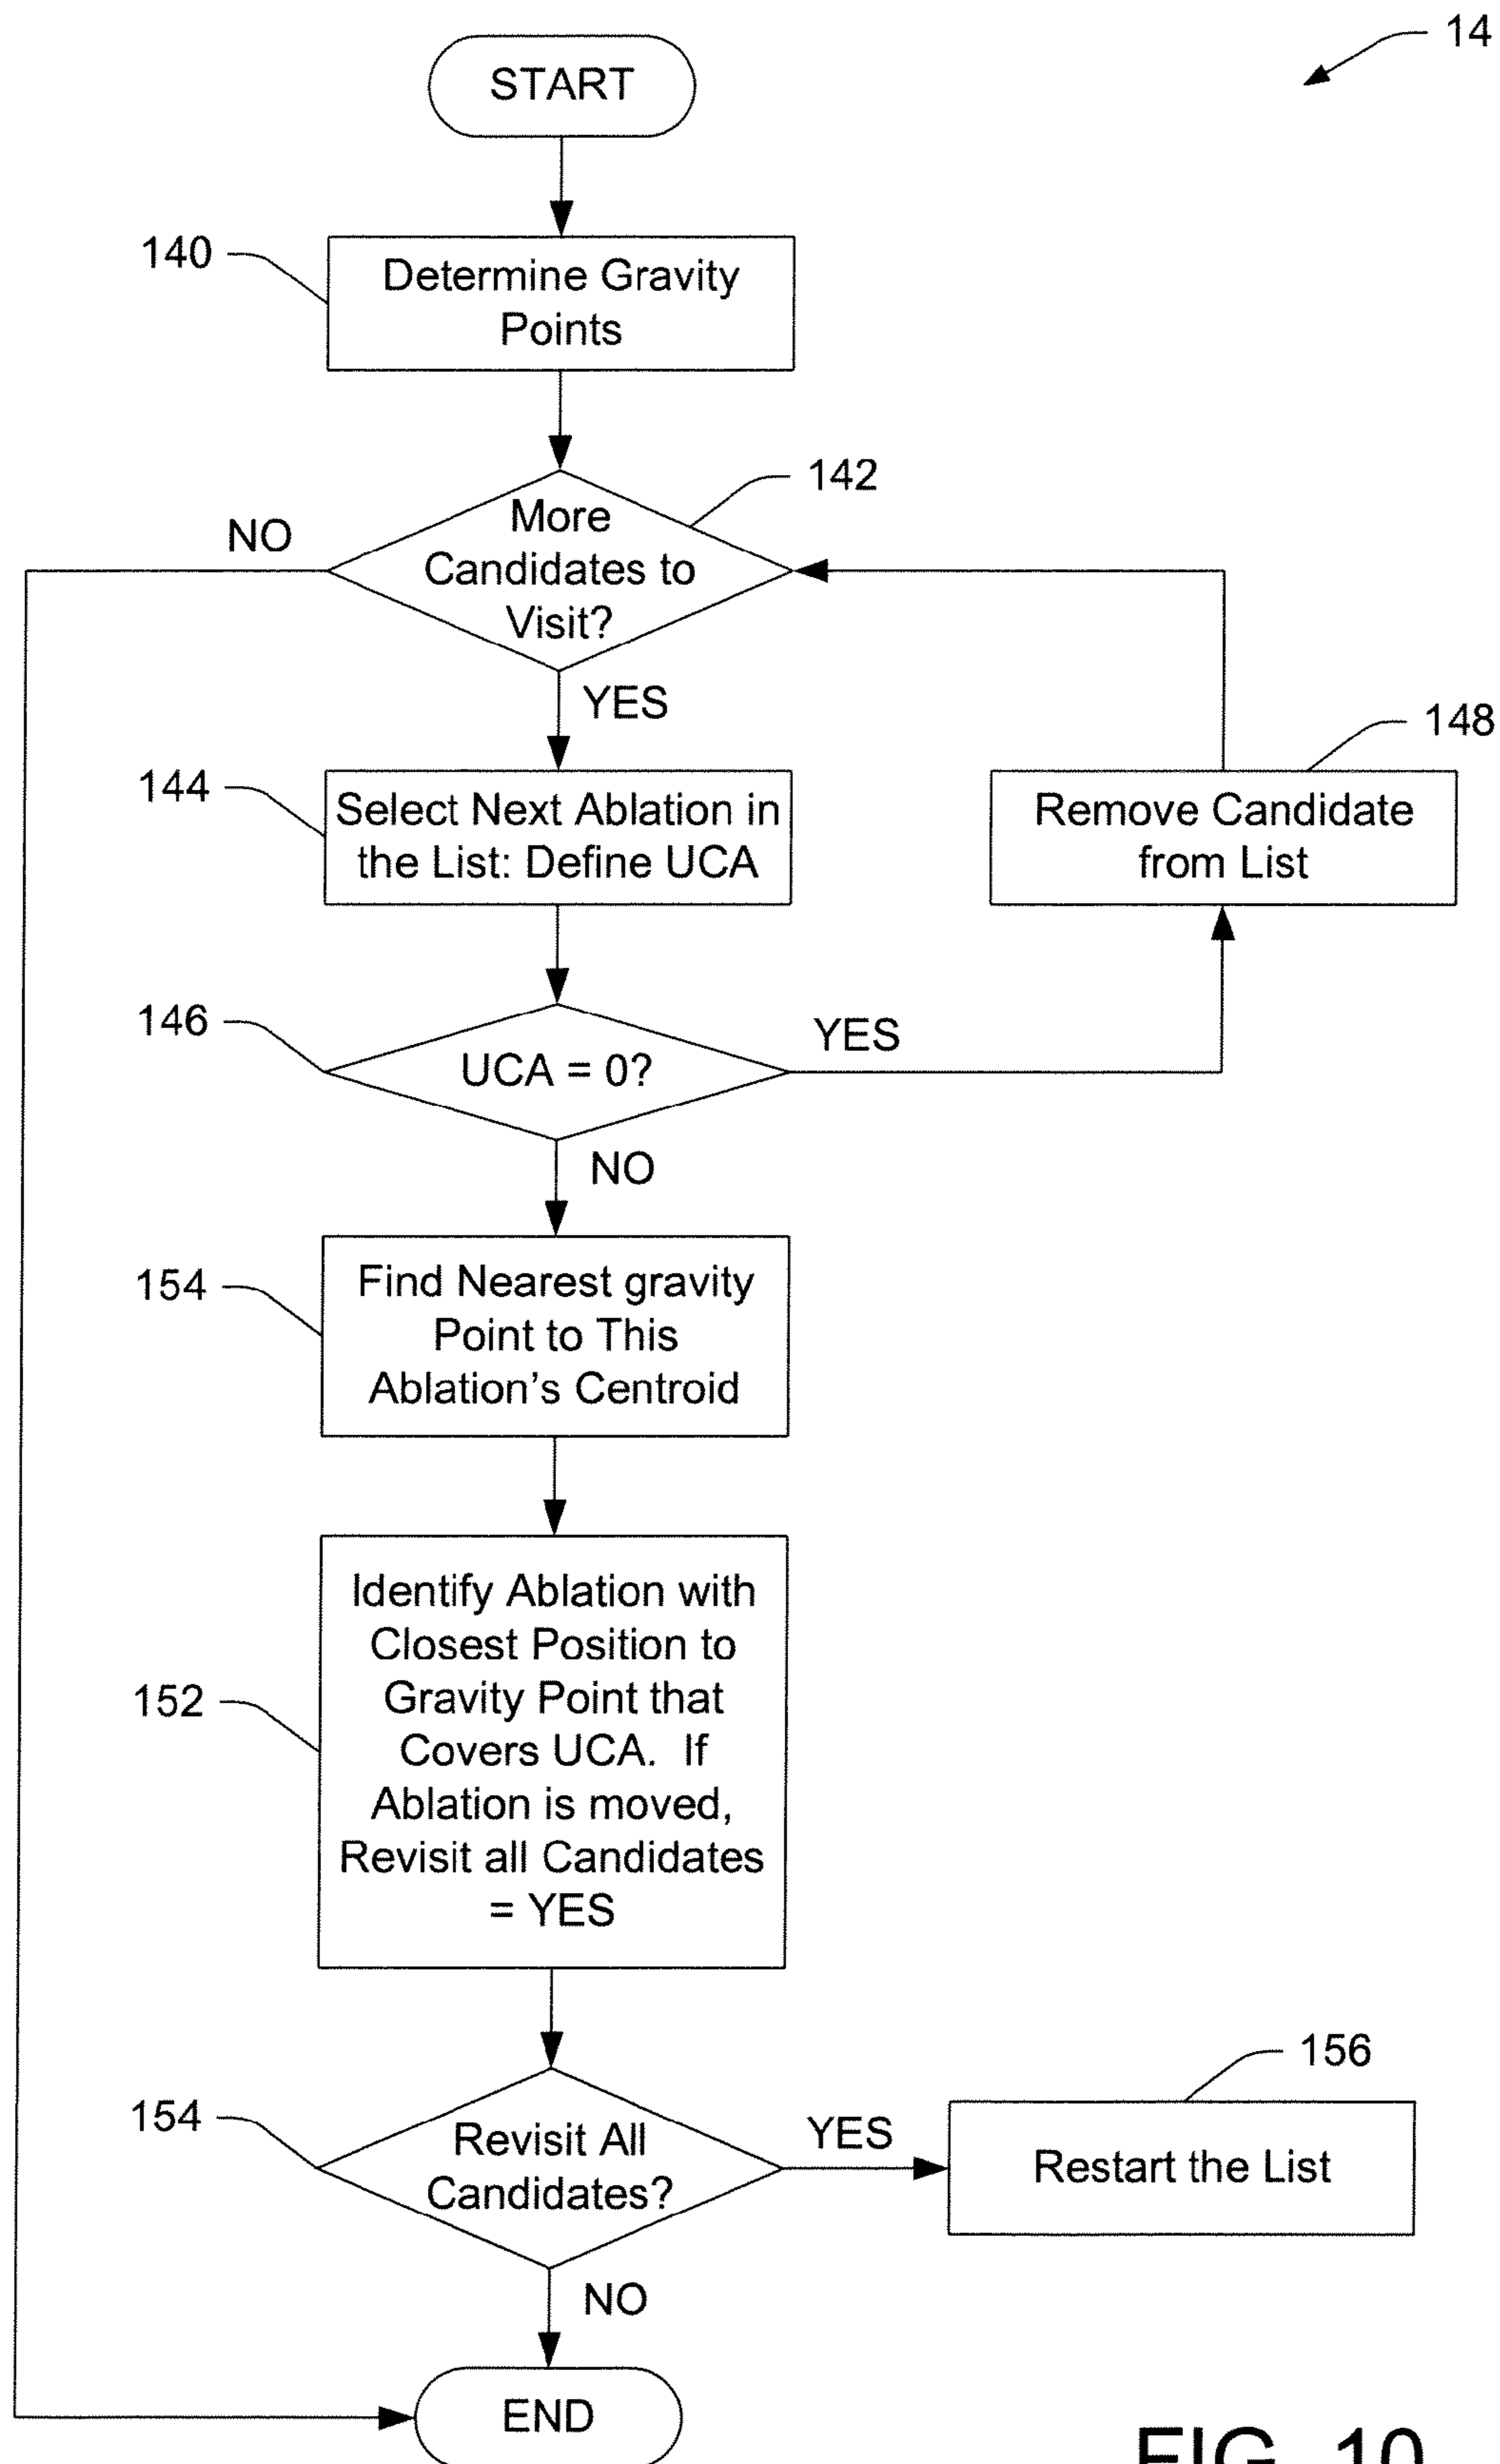 14
START
140
Determine Gravity
Points
142
More
Candidates to
Visit?
NO
YES
144
Select Next Ablation in
the List: Define UCA
148
Remove Candidate
from List
146
UCA = 0?
YES
NO
154
Find Nearest gravity
Point to This
Ablation's Centroid
152
Identify Ablation with
Closest Position to
Gravity Point that
Covers UCA. If
Ablation is moved,
Revisit all Candidates
= YES
154
Revisit All
Candidates?
YES
156
Restart the List
NO
END
FIG. 10